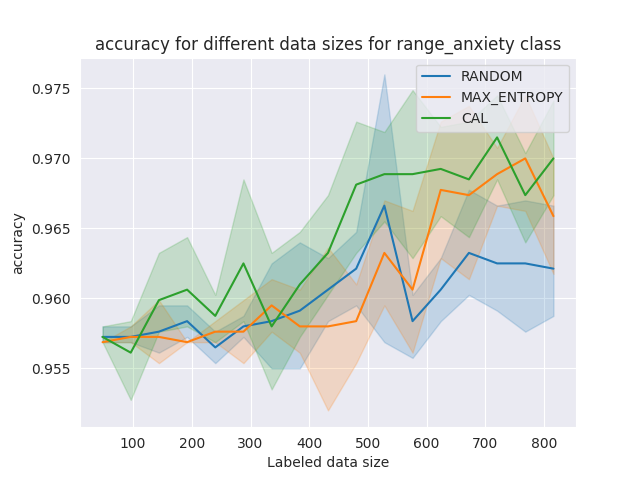 accuracy for different data sizes for range_anxiety class
RANDOM
MAX_ENTROPY
CAL
0.975
0.970
0.965
0.960
0.955
accuracy
100 200 300 400 500 600 700 800
Labeled data size